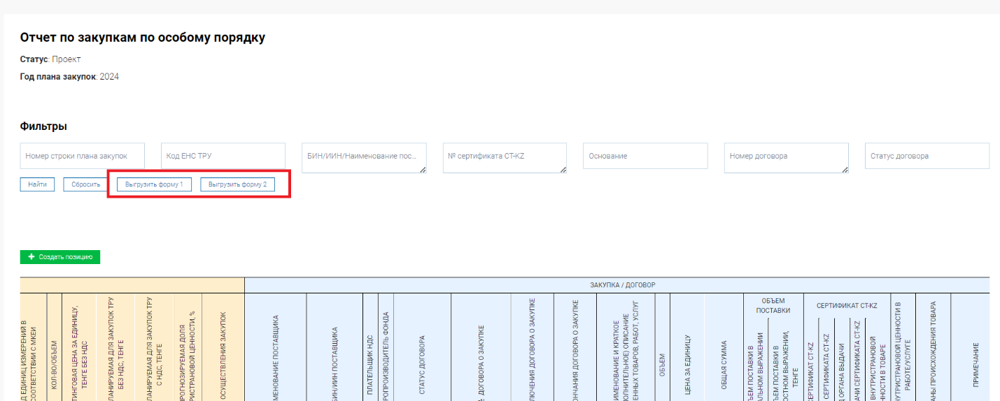 Отчет по закупкам по особому порядку
Статус: Проект
Год плана закупок: 2024
Фильтры
Номер строки плана закупок
Код ЕНС ТРУ
БИН/ИИН/Наименование пос...
№ сертификата СТ-KZ
Основание
Номер договора
Статус договора
Найти
Сбросить
Выгрузить форму 1
Выгрузить форму 2
+ Создать позицию
ЗАКУПКА / ДОГОВОР
ЕДИНИЦ ИЗМЕРЕНИЙ В
СООТВЕТСТВИИ С МКЕИ
КОЛ-ВО/ОБЪЕМ
ТИНГОВАЯ ЦЕНА ЗА ЕДИНИЦУ,
ТЕНГЕ БЕЗ НДС
ЛАНИРУЕМАЯ ДЛЯ ЗАКУПОК ТРУ
БЕЗ НДС, ТЕНГЕ
ЛАНИРУЕМАЯ ДЛЯ ЗАКУПОК ТРУ
С НДС, ТЕНГЕ
ПРОГНОЗИРУЕМАЯ ДОЛЯ
РИСТРАНОВОЙ ЦЕННОСТИ, %
ОСУЩЕСТВЛЕНИЯ ЗАКУПОК
МЕНОВАНИЕ ПОСТАВЩИКА
БИН/ИИН ПОСТАВЩИКА
ПЛАТЕЛЬЩИК НДС
РОПРОИЗВОДИТЕЛЬ ФОНДА
СТАТУС ДОГОВОРА
ДОГОВОРА О ЗАКУПКЕ
ЛЮЧЕНИЯ ДОГОВОРА О ЗАКУПКЕ
ОНЧАНИЯ ДОГОВОРА О ЗАКУПКЕ
ИМЕНОВАНИЕ И КРАТКОЕ
ПОЛНИТЕЛЬНОЕ) ОПИСАНИЕ
ЕННЫХ ТОВАРОВ, РАБОТ, УСЛУГ
ОБЪЕМ
ЦЕНА ЗА ЕДИНИЦУ
ОБЩАЯ СУММА
ОБЪЕМ
ПОСТАВКИ
ЪЕМ ПОСТАВКИ В
АЛЬНОМ ВЫРАЖЕНИИ
ЪЕМ ПОСТАВКИ В
ОСТНОМ ВЫРАЖЕНИИ,
ТЕНГЕ
СЕРТИФИКАТ СТ-KZ
СЕРТИФИКАТ СТ-KZ
СЕРТИФИКАТА СТ-KZ
ОРГАНА ВЫДАЧИ
АЧИ СЕРТИФИКАТА СТ-KZ
ВНУТРИСТРАНОВОЙ
ННОСТИ В ТОВАРЕ
НУТРИСТРАНОВОЙ ЦЕННОСТИ В
РАБОТЕ/УСЛУГЕ
АНЫ ПРОИСХОЖДЕНИЯ ТОВАРА
ПРИМЕЧАНИЕ